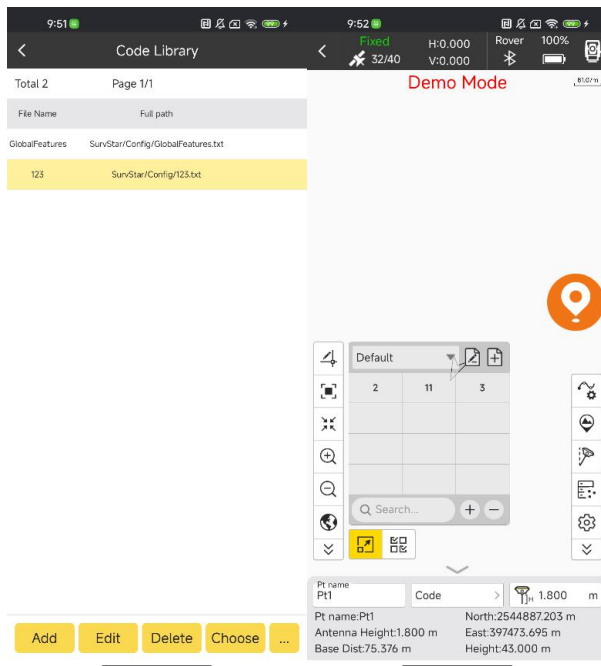 9:51
Code Library
Total 2 Page 1/1
File Name Full path
GlobalFeatures SurvStar/Config/GlobalFeatures.txt
123 SurvStar/Config/123.txt
Add Edit Delete Choose ...
9:52
Fixed H:0.000 Rover 100%
32/40 V:0.000
Demo Mode
Default
2 11 3
Search...
Pt name
Pt1 Code 1.800 m
Pt name:Pt1 North:2544887.203 m
Antenna Height:1.800 m East:397473.695 m
Base Dist:75.376 m Height:43.000 m